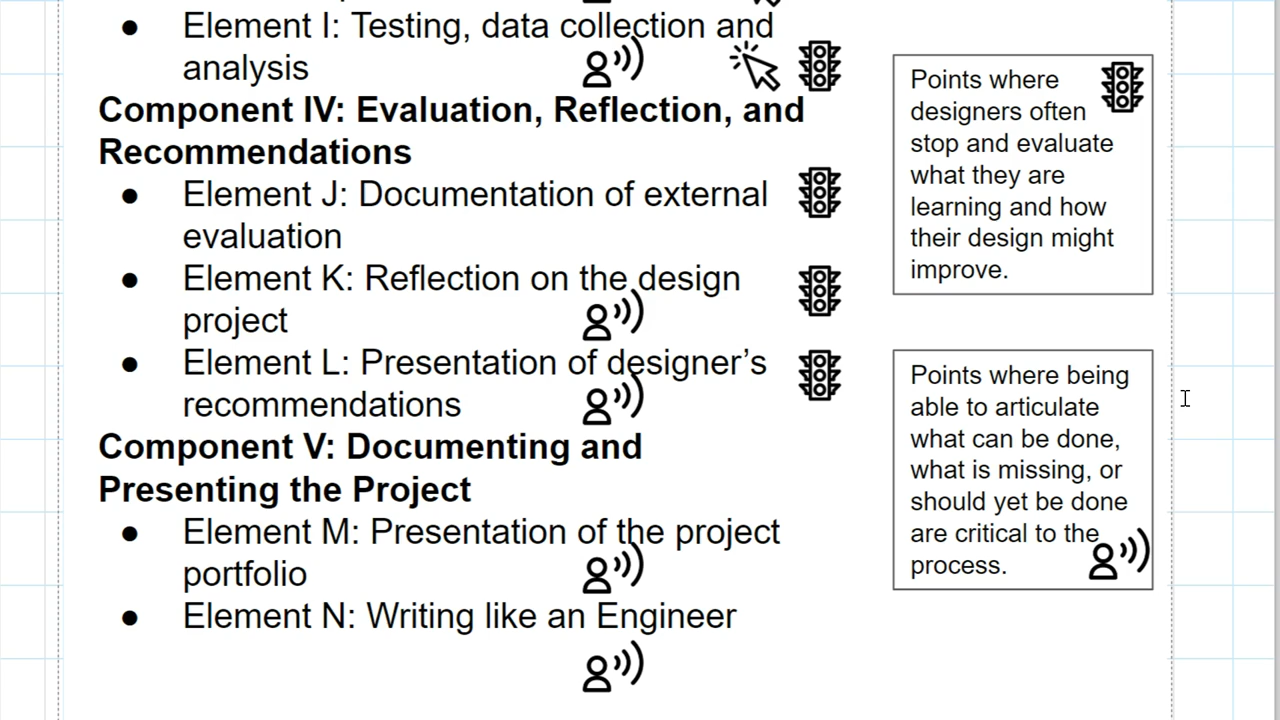 ● Element I: Testing, data collection and
analysis
Component IV: Evaluation, Reflection, and
Recommendations
● Element J: Documentation of external
evaluation
● Element K: Reflection on the design
project
● Element L: Presentation of designer’s
recommendations
Component V: Documenting and
Presenting the Project
● Element M: Presentation of the project
portfolio
● Element N: Writing like an Engineer
Points where
designers often
stop and evaluate
what they are
learning and how
their design might
improve.
Points where being
able to articulate
what can be done,
what is missing, or
should yet be done
are critical to the
process.